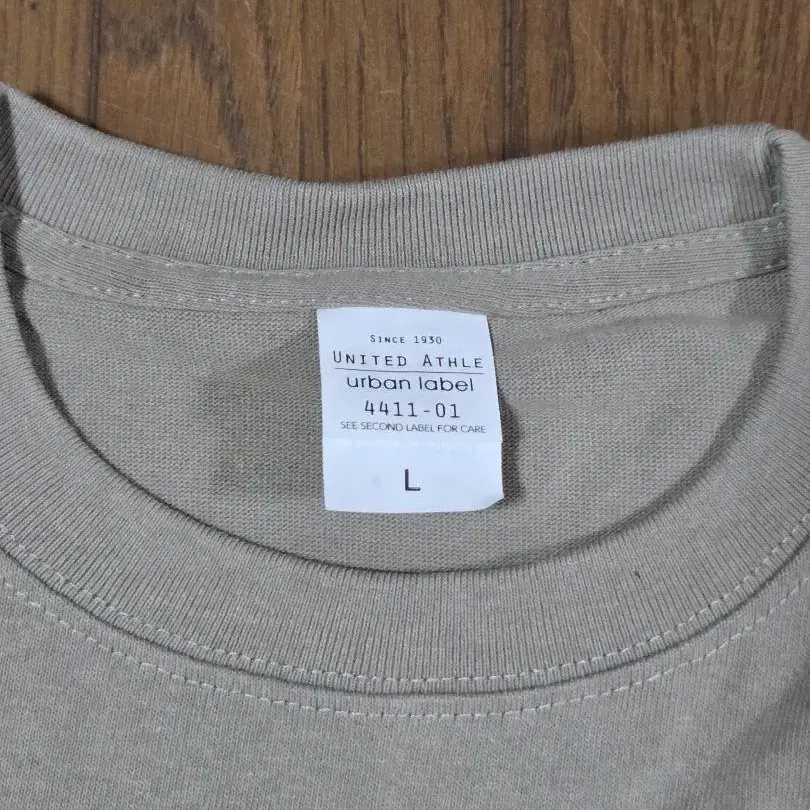 SINCE 1930
UNITED ATHLE
urban label
4411-01
SEE SECOND LABEL FOR CARE
L